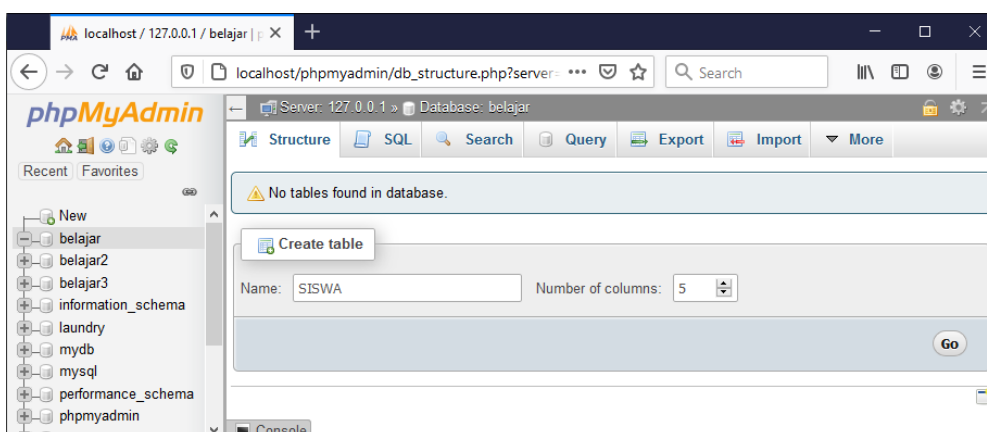 localhost / 127.0.0.1 / belajar |
localhost/phpmyadmin/db_structure.php?server=
Search
phpMyAdmin
Recent Favorites
New
belajar
belajar2
belajar3
information_schema
laundry
mydb
mysql
performance_schema
phpmyadmin
Server: 127.0.0.1 » Database: belajar
Structure SQL Search Query Export Import More
No tables found in database.
Create table
Name: SISWA Number of columns: 5
Go
Console